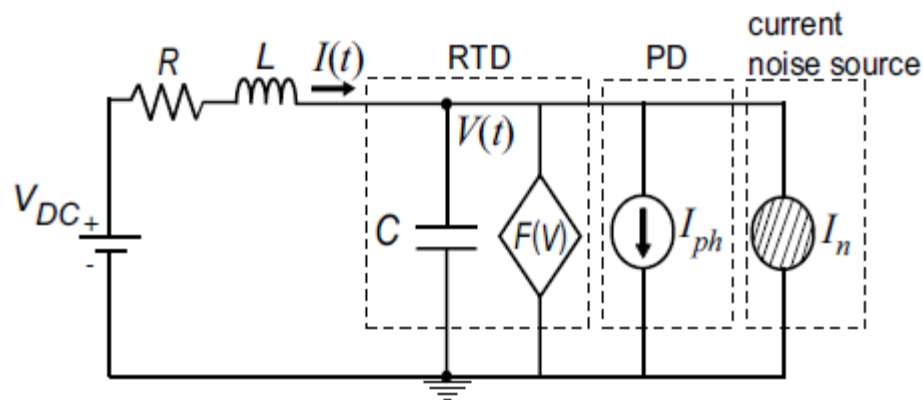 current
noise source
R
L
I(t)
RTD
PD
V(t)
V_DC
+
-
C
F(V)
I_ph
I_n